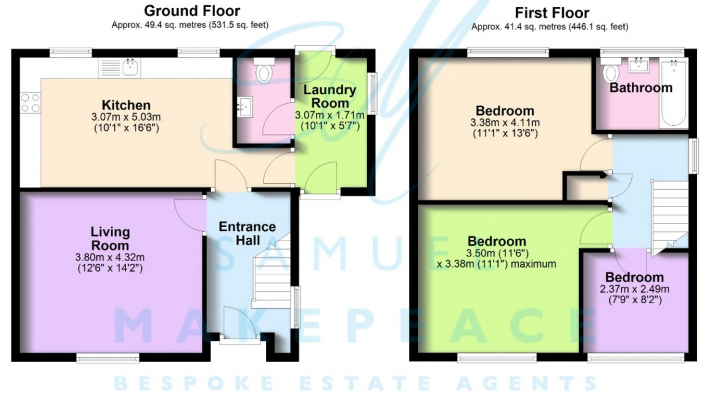 Ground Floor
Approx. 49.4 sq. metres (531.5 sq. feet)
Kitchen
3.07m x 5.03m
(10'1" x 16'6")
Laundry
Room
3.07m x 1.71m
(10'1" x 5'7")
Living
Room
3.80m x 4.32m
(12'6" x 14'2")
Entrance
Hall
First Floor
Approx. 41.4 sq. metres (446.1 sq. feet)
Bedroom
3.38m x 4.11m
(11'1" x 13'6")
Bathroom
Bedroom
3.50m (11'6")
x 3.38m (11'1") maximum
Bedroom
2.37m x 2.49m
(7'9" x 8'2")
SAMUEL
MAKEPEACE
BESPOKE ESTATE AGENTS